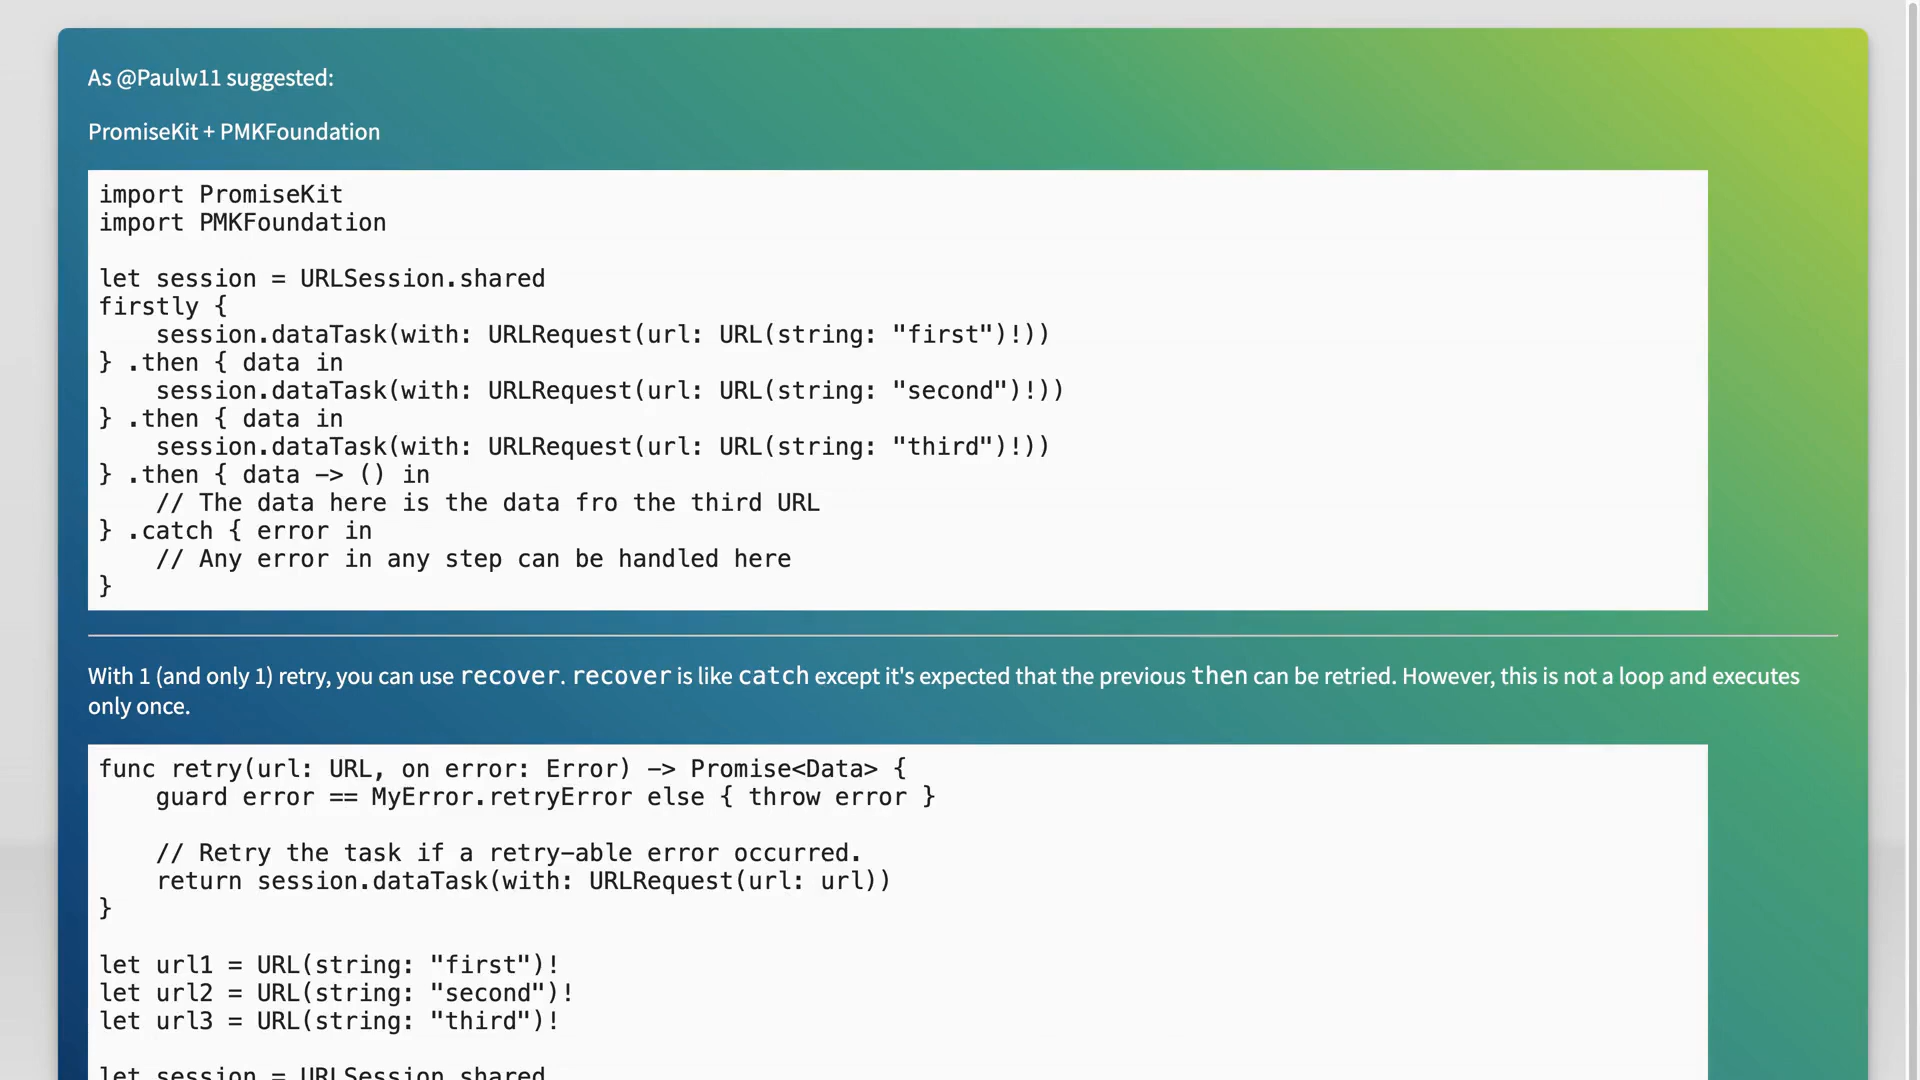 As @Paulw11 suggested:
PromiseKit + PMKFoundation
import PromiseKit
import PMKFoundation
let session = URLSession.shared
firstly {
    session.dataTask(with: URLRequest(url: URL(string: "first")!))
} .then { data in
    session.dataTask(with: URLRequest(url: URL(string: "second")!))
} .then { data in
    session.dataTask(with: URLRequest(url: URL(string: "third")!))
} .then { data -> () in
    // The data here is the data fro the third URL
} .catch { error in
    // Any error in any step can be handled here
}
With 1 (and only 1) retry, you can use recover. recover is like catch except it's expected that the previous then can be retried. However, this is not a loop and executes
only once.
func retry(url: URL, on error: Error) -> Promise<Data> {
    guard error == MyError.retryError else { throw error }
    // Retry the task if a retry-able error occurred.
    return session.dataTask(with: URLRequest(url: url))
}
let url1 = URL(string: "first")!
let url2 = URL(string: "second")!
let url3 = URL(string: "third")!
let session = URLSession.shared